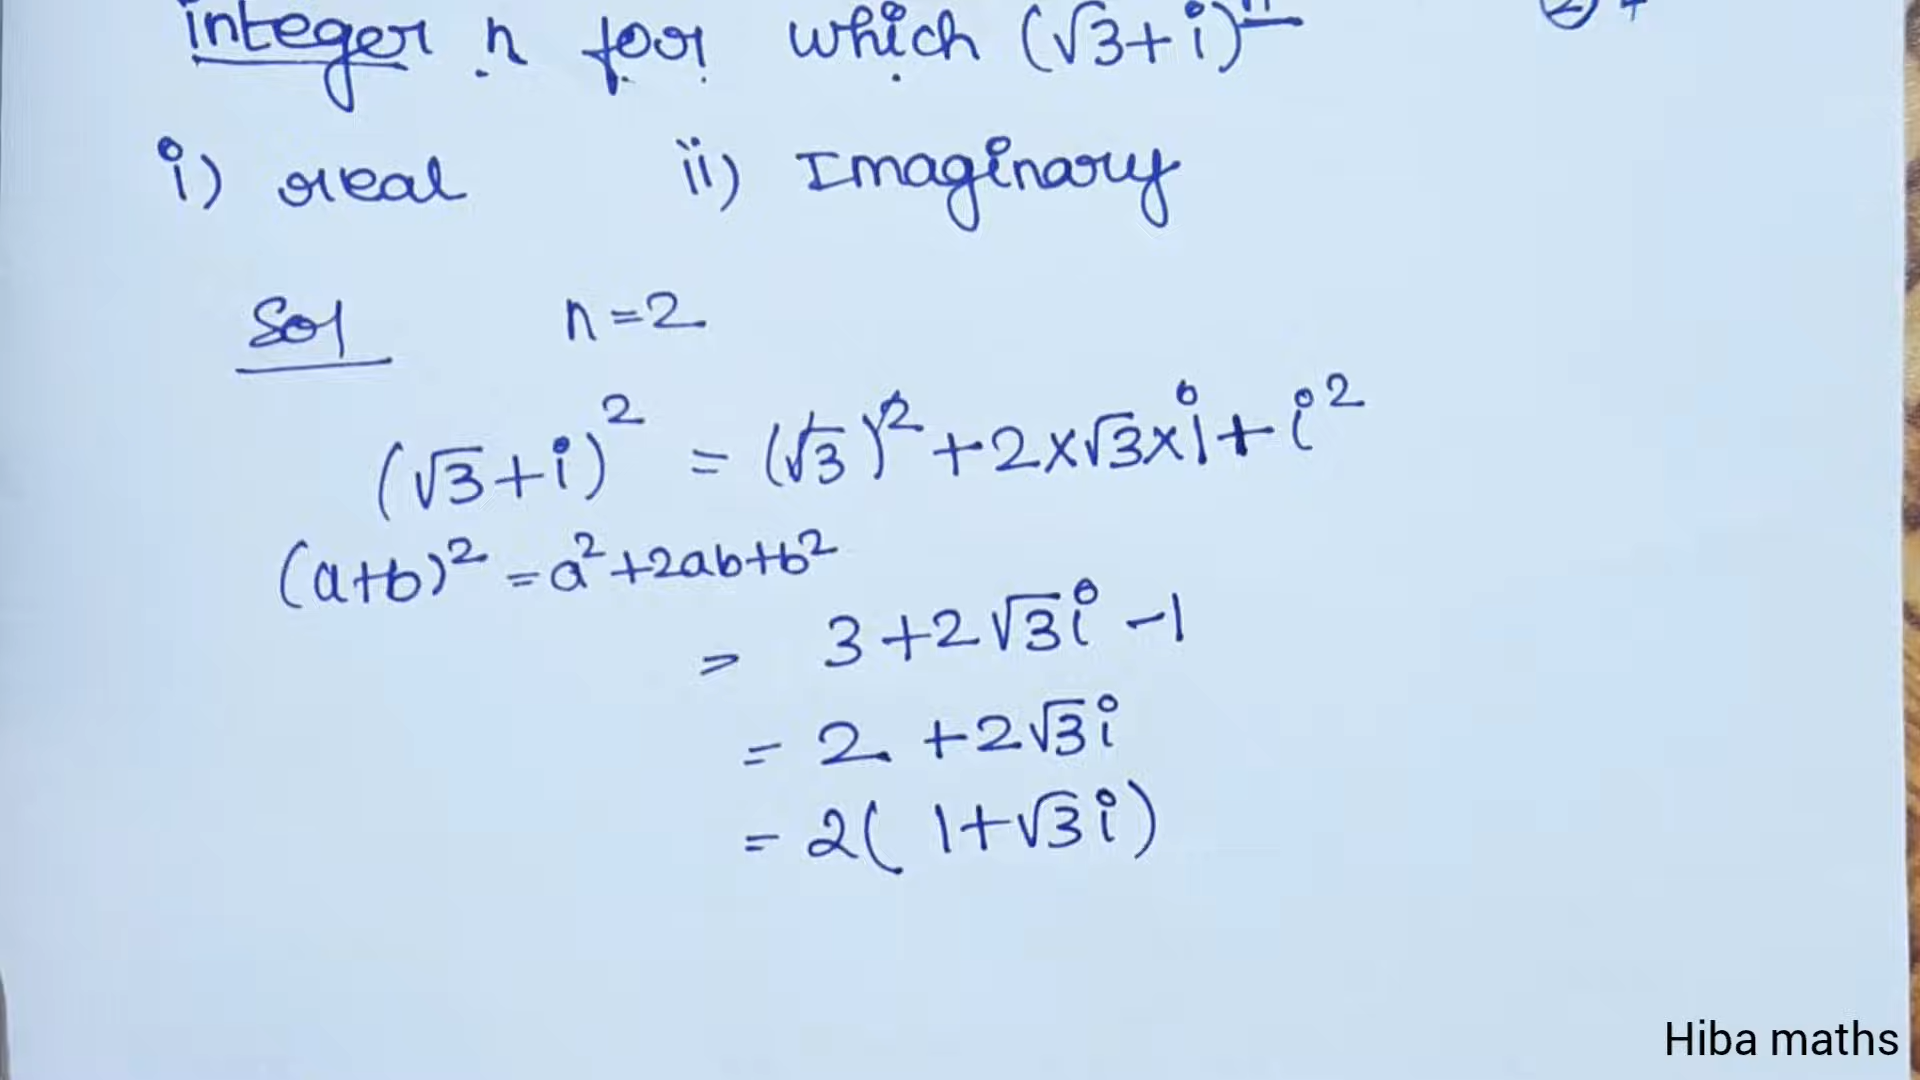 integer n for which (√3+i)ⁿ
i) real ii) Imaginary
Sol n=2
(√3+i)² = (√3)²+2×√3×i+i²
(a+b)² =a²+2ab+b²
= 3+2√3i -1
= 2 +2√3i
= 2( 1+√3i)
Hiba maths